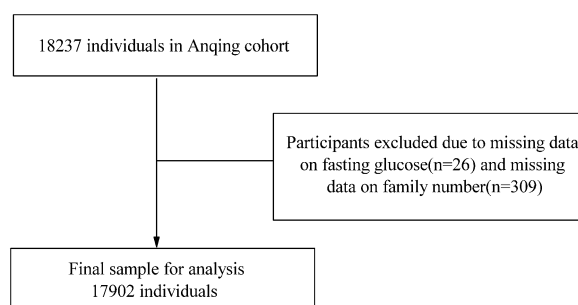 18237 individuals in Anqing cohort
Participants excluded due to missing data
on fasting glucose(n=26) and missing
data on family number(n=309)
Final sample for analysis
17902 individuals